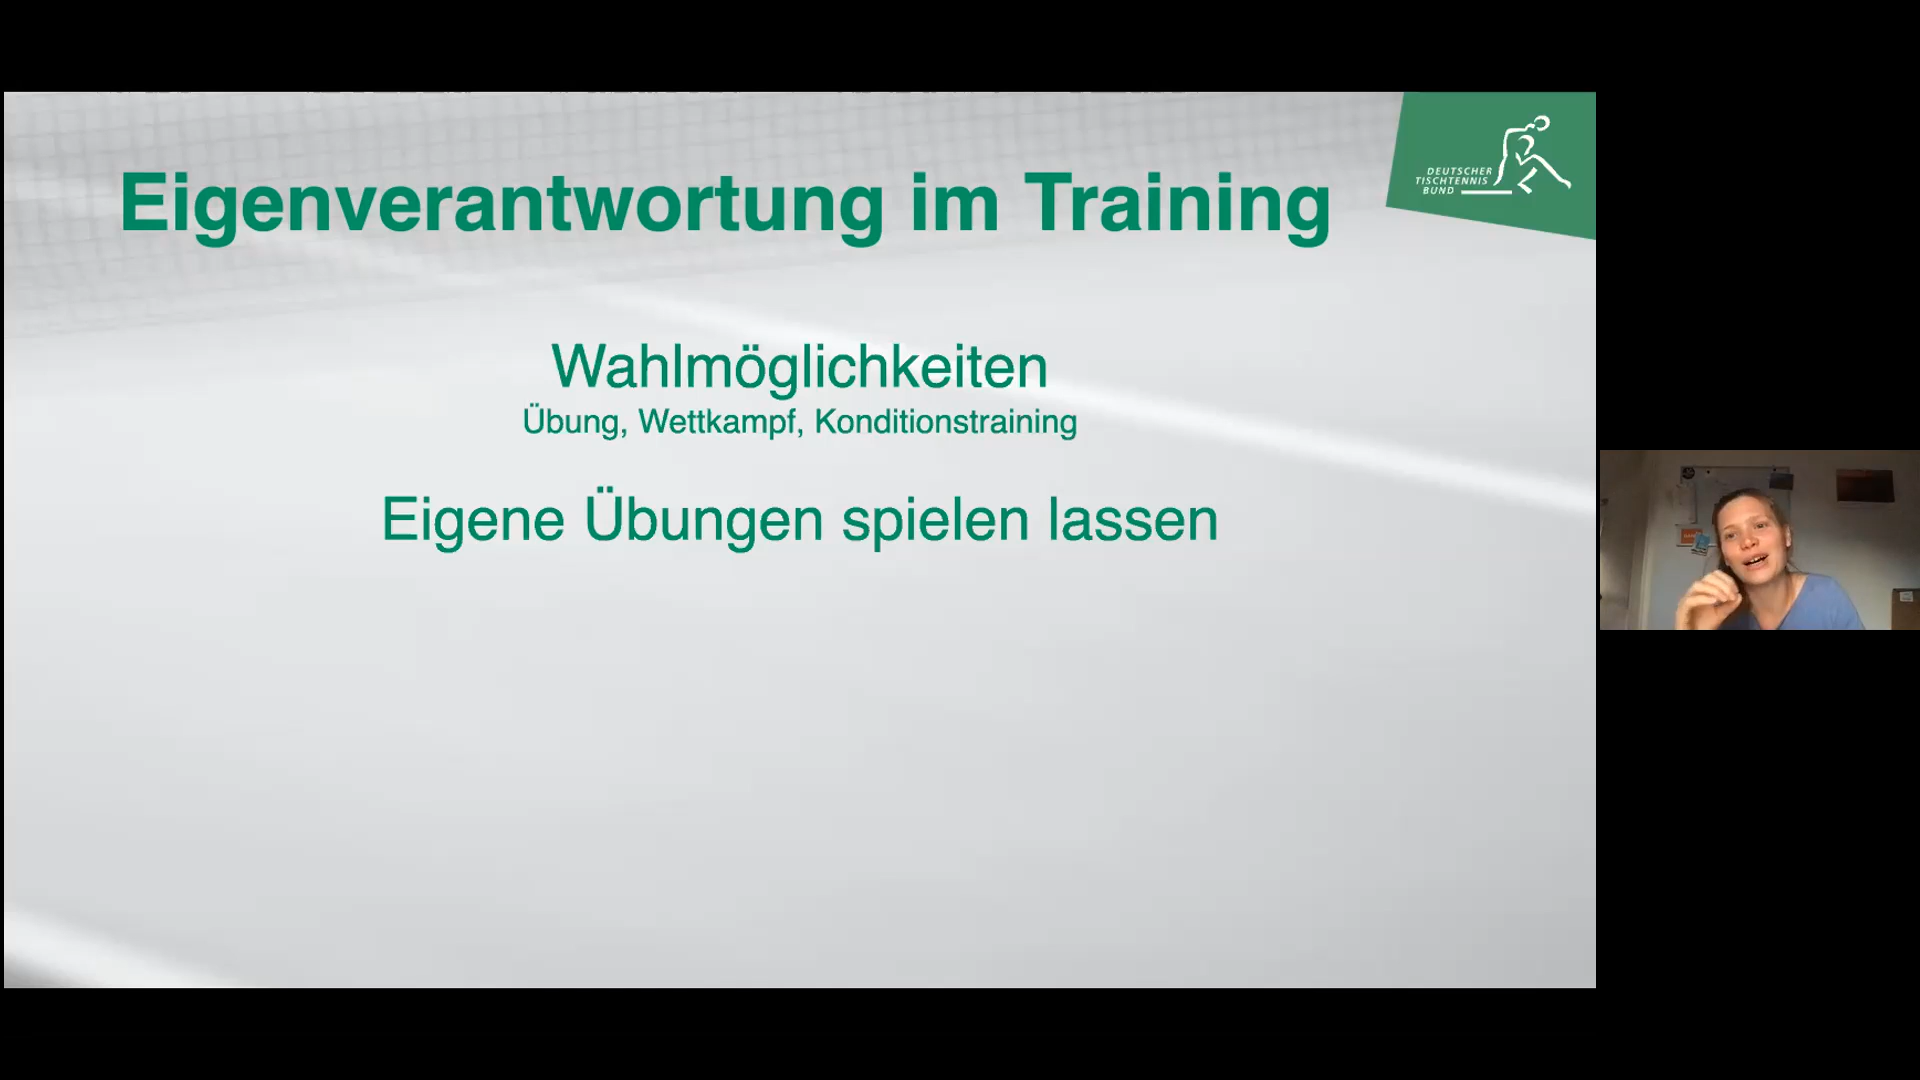 Eigenverantwortung im Training
DEUTSCHER
TISCHTENNIS
BUND
Wahlmöglichkeiten
Übung, Wettkampf, Konditionstraining
Eigene Übungen spielen lassen